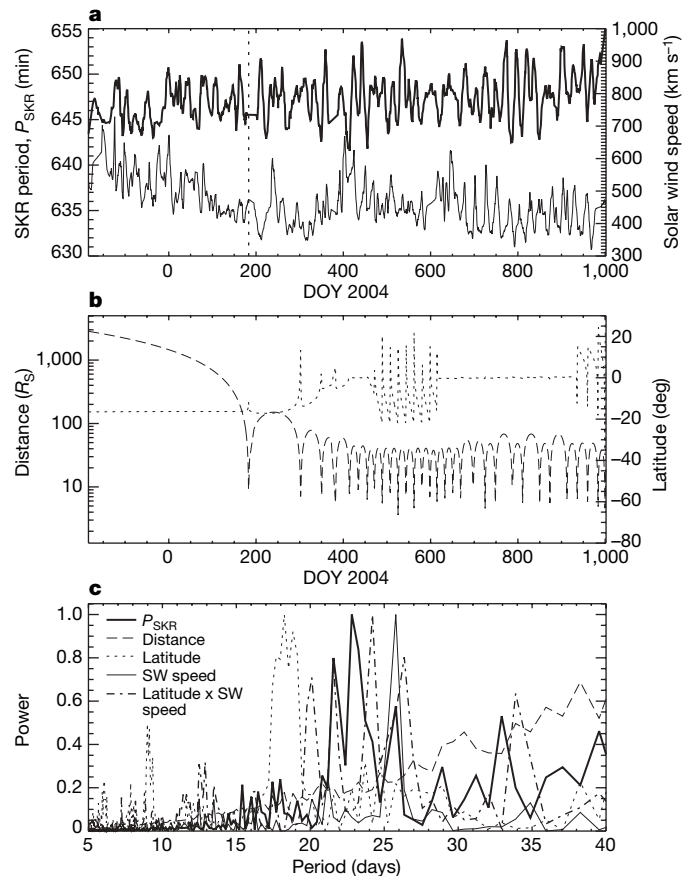 a
655
650
645
640
635
630
SKR period, P_SKR (min)
1,000
900
800
700
600
500
400
300
Solar wind speed (km s⁻¹)
0 200 400 600 800 1,000
DOY 2004
b
1,000
100
10
Distance (R_S)
20
0
−20
−40
−60
−80
Latitude (deg)
0 200 400 600 800 1,000
DOY 2004
c
1.0
0.8
0.6
0.4
0.2
0
Power
P_SKR
Distance
Latitude
SW speed
Latitude x SW
speed
5 10 15 20 25 30 35 40
Period (days)